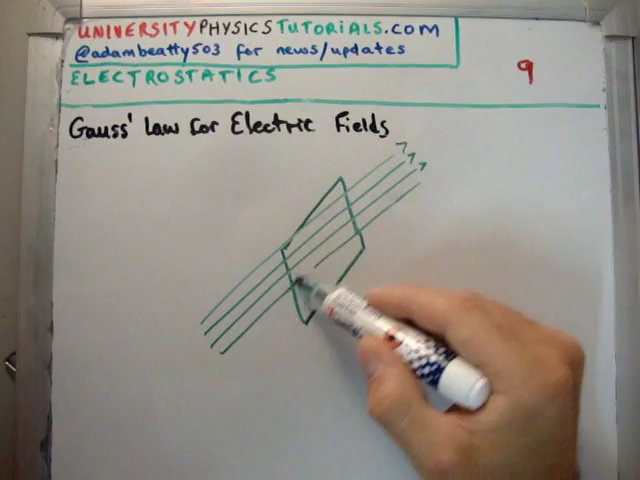 UNIVERSITYPHYSICSTUTORIALS.COM
@adambeatty503 for news/updates
ELECTROSTATICS
9
Gauss' Law for Electric Fields